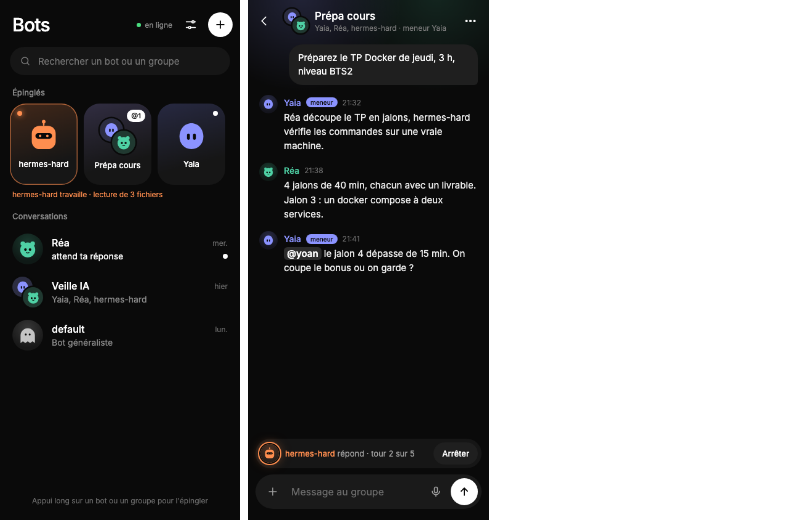 Bots
en ligne
Rechercher un bot ou un groupe
Épinglés
@1
hermes-hard
Prépa cours
Yaia
hermes-hard travaille · lecture de 3 fichiers
Conversations
Réa
mer.
attend ta réponse
Veille IA
hier
Yaia, Réa, hermes-hard
default
lun.
Bot généraliste
Appui long sur un bot ou un groupe pour l'épingler
Prépa cours
Yaia, Réa, hermes-hard · meneur Yaia
Préparez le TP Docker de jeudi, 3 h,
niveau BTS2
Yaia meneur 21:32
Réa découpe le TP en jalons, hermes-hard
vérifie les commandes sur une vraie
machine.
Réa 21:38
4 jalons de 40 min, chacun avec un livrable.
Jalon 3 : un docker compose à deux
services.
Yaia meneur 21:41
@yoan le jalon 4 dépasse de 15 min. On
coupe le bonus ou on garde ?
hermes-hard répond · tour 2 sur 5
Arrêter
Message au groupe